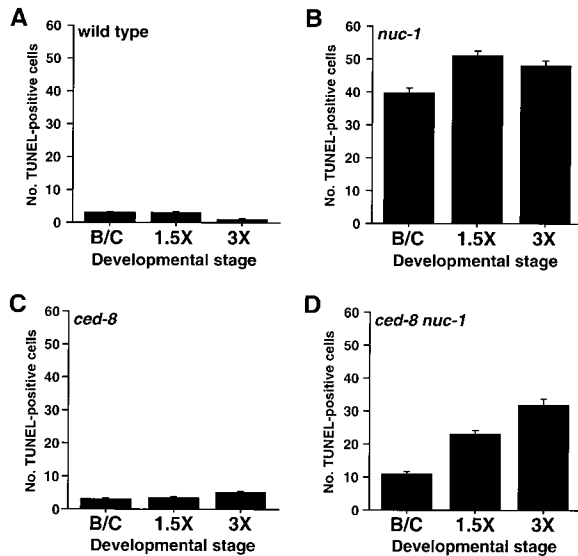 A
wild type
No. TUNEL-positive cells
60
50
40
30
20
10
0
B/C 1.5X 3X
Developmental stage
B
nuc-1
No. TUNEL-positive cells
60
50
40
30
20
10
0
B/C 1.5X 3X
Developmental stage
C
ced-8
No. TUNEL-positive cells
60
50
40
30
20
10
0
B/C 1.5X 3X
Developmental stage
D
ced-8 nuc-1
No. TUNEL-positive cells
60
50
40
30
20
10
0
B/C 1.5X 3X
Developmental stage